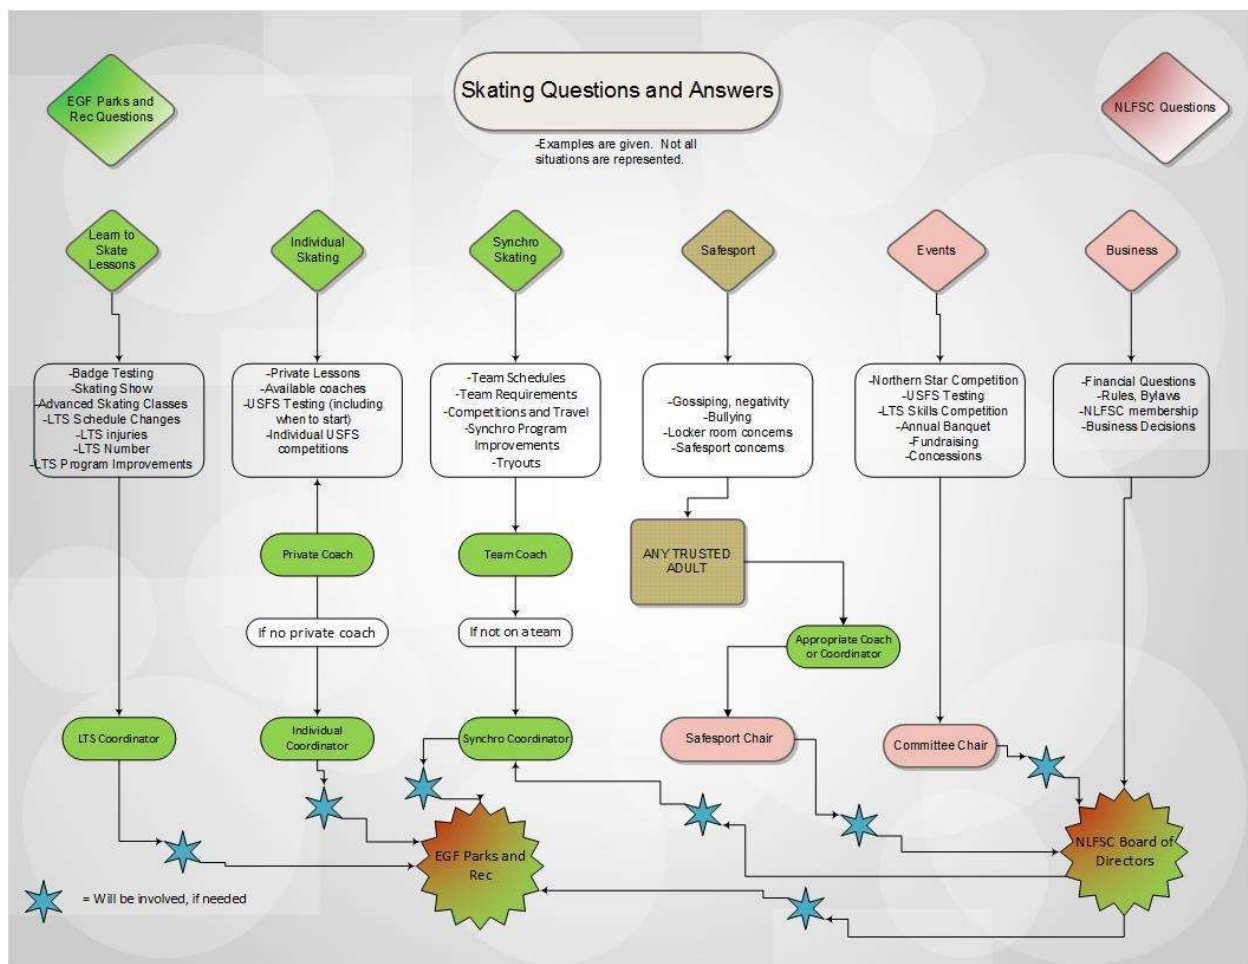 EGF Parks and
Rec Questions
Skating Questions and Answers
-Examples are given.  Not all
situations are represented.
NLFSC Questions
Learn to
Skate
Lessons
Individual
Skating
Synchro
Skating
Safesport
Events
Business
-Badge Testing
-Skating Show
-Advanced Skating Classes
-LTS Schedule Changes
-LTS injuries
-LTS Number
-LTS Program Improvements
-Private Lessons
-Available coaches
-USFS Testing (including
when to start)
-Individual USFS
competitions
-Team Schedules
-Team Requirements
-Competitions and Travel
-Synchro Program
Improvements
-Tryouts
-Gossiping, negativity
-Bullying
-Locker room concerns
-Safesport concerns
-Northern Star Competition
-USFS Testing
-LTS Skills Competition
-Annual Banquet
-Fundraising
-Concessions
-Financial Questions
-Rules, Bylaws
-NLFSC membership
-Business Decisions
Private Coach
Team Coach
ANY TRUSTED
ADULT
If no private coach
If not on a team
Appropriate Coach
or Coordinator
LTS Coordinator
Individual
Coordinator
Synchro Coordinator
Safesport Chair
Committee Chair
EGF Parks and
Rec
NLFSC Board of
Directors
= Will be involved, if needed